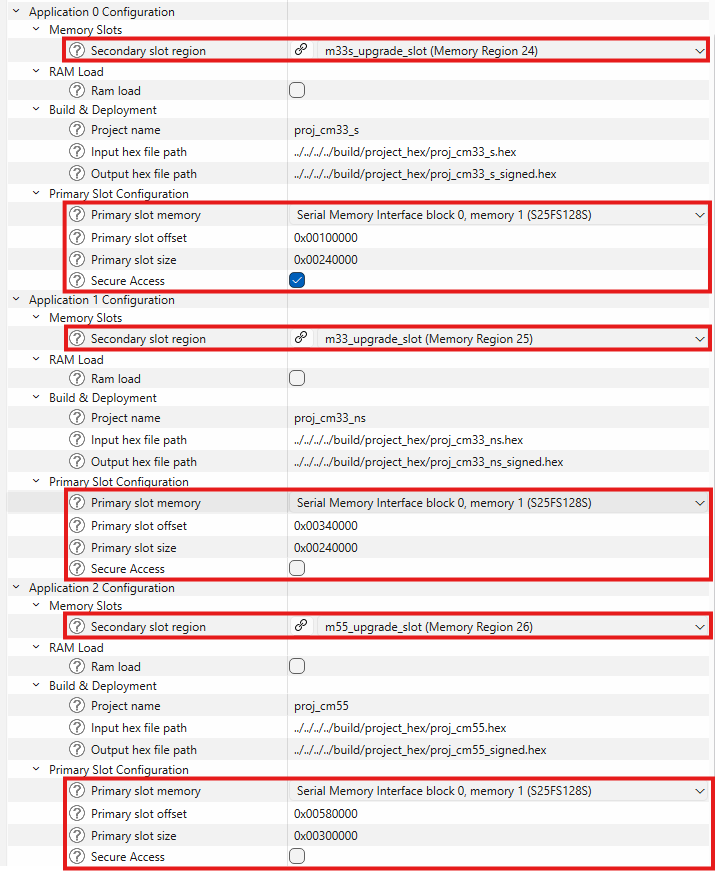 Application 0 Configuration
Memory Slots
Secondary slot region m33s_upgrade_slot (Memory Region 24)
RAM Load
Ram load
Build & Deployment
Project name proj_cm33_s
Input hex file path ../../../../build/project_hex/proj_cm33_s.hex
Output hex file path ../../../../build/project_hex/proj_cm33_s_signed.hex
Primary Slot Configuration
Primary slot memory Serial Memory Interface block 0, memory 1 (S25FS128S)
Primary slot offset 0x00100000
Primary slot size 0x00240000
Secure Access
Application 1 Configuration
Memory Slots
Secondary slot region m33_upgrade_slot (Memory Region 25)
RAM Load
Ram load
Build & Deployment
Project name proj_cm33_ns
Input hex file path ../../../../build/project_hex/proj_cm33_ns.hex
Output hex file path ../../../../build/project_hex/proj_cm33_ns_signed.hex
Primary Slot Configuration
Primary slot memory Serial Memory Interface block 0, memory 1 (S25FS128S)
Primary slot offset 0x00340000
Primary slot size 0x00240000
Secure Access
Application 2 Configuration
Memory Slots
Secondary slot region m55_upgrade_slot (Memory Region 26)
RAM Load
Ram load
Build & Deployment
Project name proj_cm55
Input hex file path ../../../../build/project_hex/proj_cm55.hex
Output hex file path ../../../../build/project_hex/proj_cm55_signed.hex
Primary Slot Configuration
Primary slot memory Serial Memory Interface block 0, memory 1 (S25FS128S)
Primary slot offset 0x00580000
Primary slot size 0x00300000
Secure Access